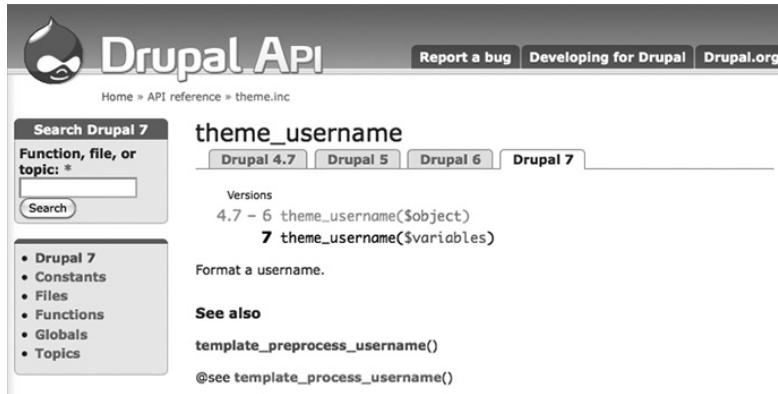 Drupal API
Report a bug Developing for Drupal Drupal.org
Home » API reference » theme.inc
Search Drupal 7
Function, file, or
topic: *
Search
• Drupal 7
• Constants
• Files
• Functions
• Globals
• Topics
theme_username
Drupal 4.7 Drupal 5 Drupal 6 Drupal 7
Versions
4.7 – 6 theme_username($object)
7 theme_username($variables)
Format a username.
See also
template_preprocess_username()
@see template_process_username()